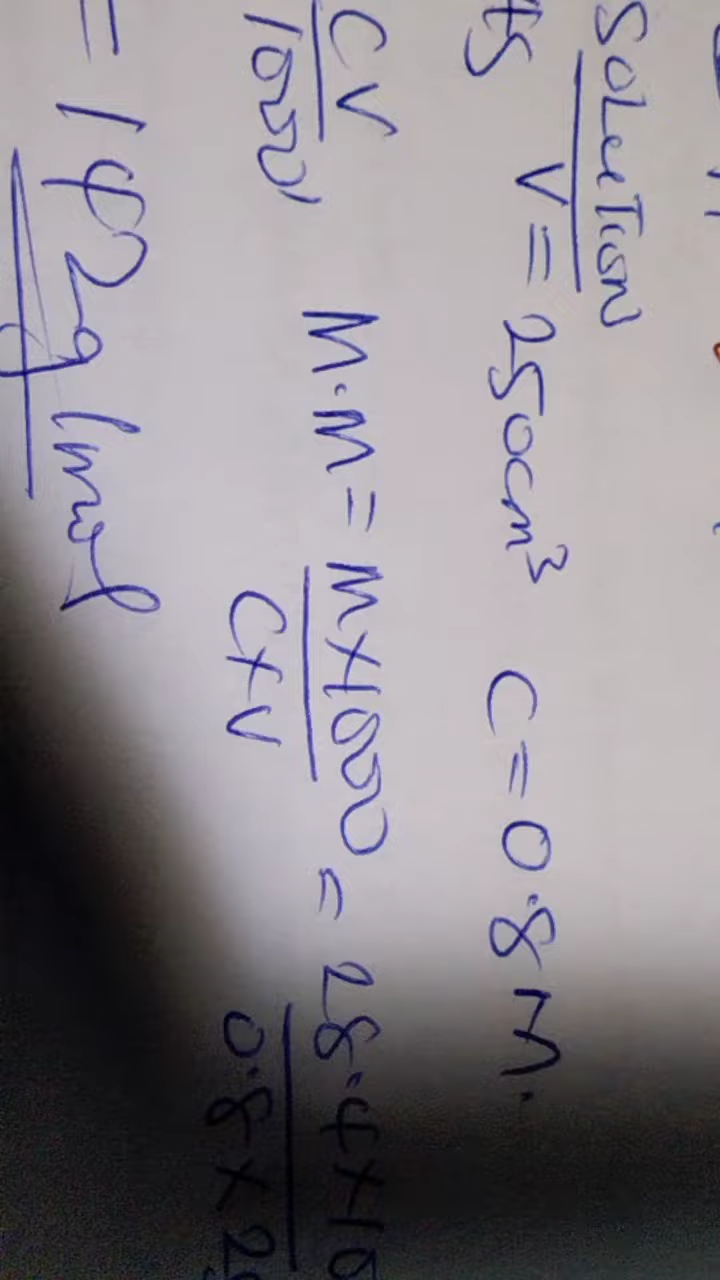 Solution
V = 250cm³ C = 0.8M.
CV/1000, M.M = M×1000/C×V = 28.4×10/0.8×2
= 142g/mol